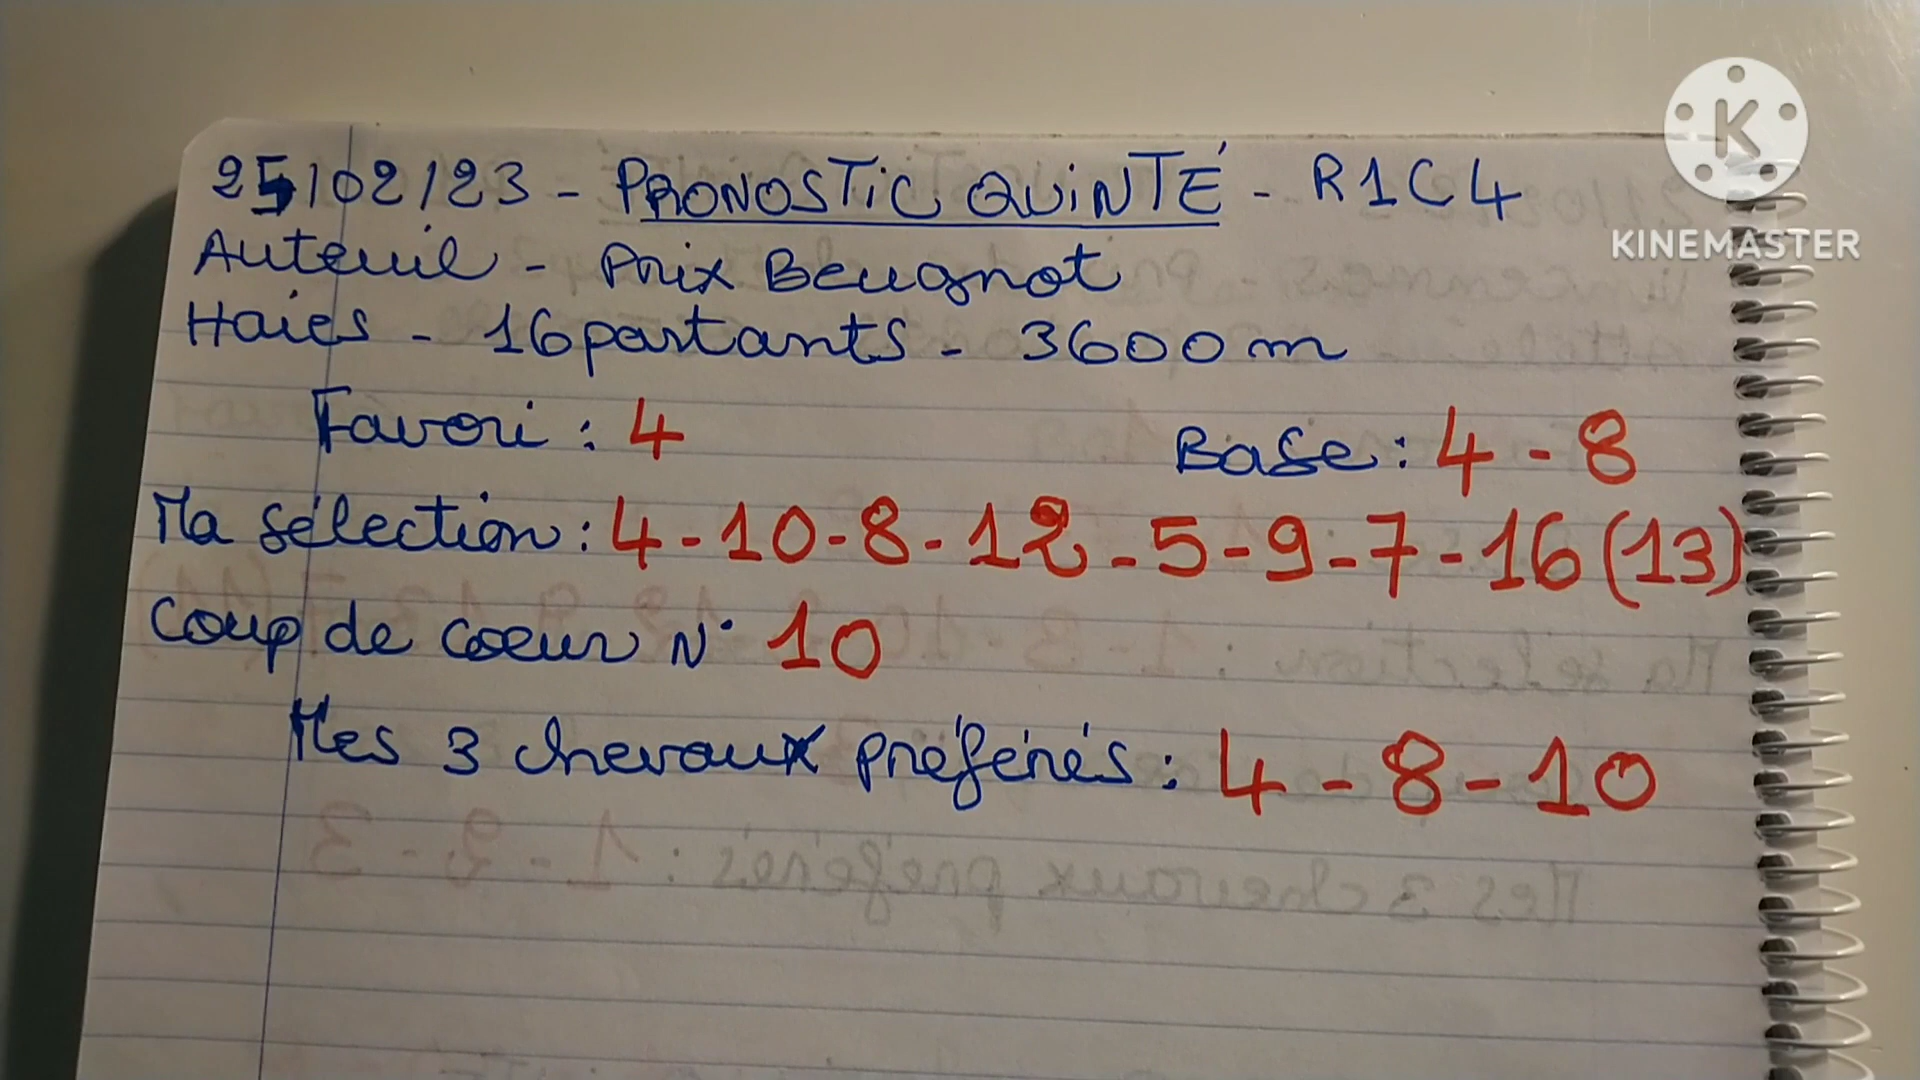 25/02/23 - PRONOSTIC QUINTÉ - R1C4
Auteuil - Prix Beugnot
Haies - 16 partants - 3600 m
Favori : 4
Base : 4 - 8
Ma sélection : 4 - 10 - 8 - 12 - 5 - 9 - 7 - 16 (13)
Coup de coeur N° 10
Mes 3 chevaux préférés : 4 - 8 - 10
K
KINEMASTER